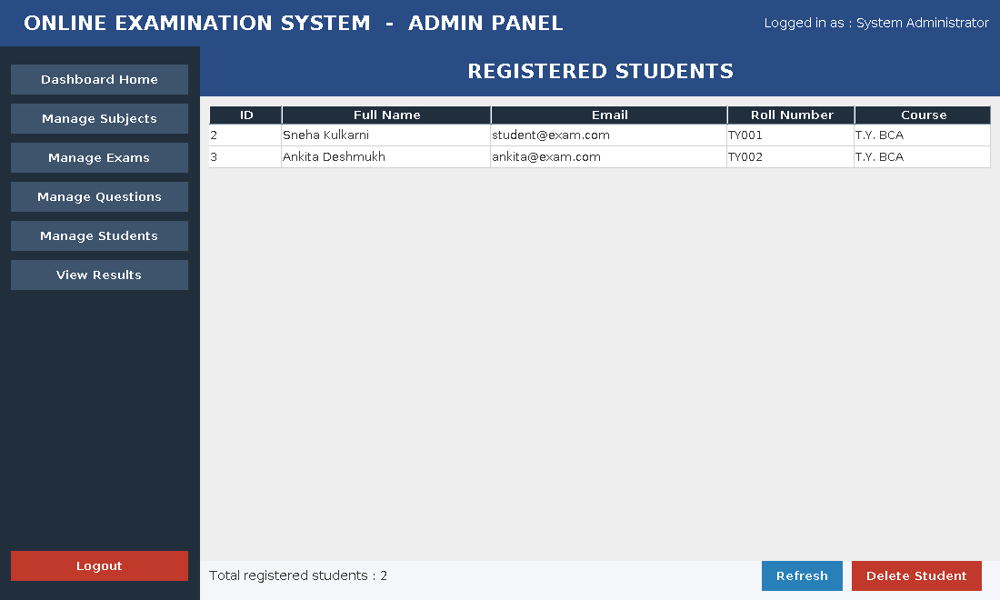 ONLINE EXAMINATION SYSTEM  -  ADMIN PANEL
Logged in as : System Administrator
Dashboard Home
Manage Subjects
Manage Exams
Manage Questions
Manage Students
View Results
Logout
REGISTERED STUDENTS
ID Full Name Email Roll Number Course
2 Sneha Kulkarni student@exam.com TY001 T.Y. BCA
3 Ankita Deshmukh ankita@exam.com TY002 T.Y. BCA
Total registered students : 2
Refresh
Delete Student